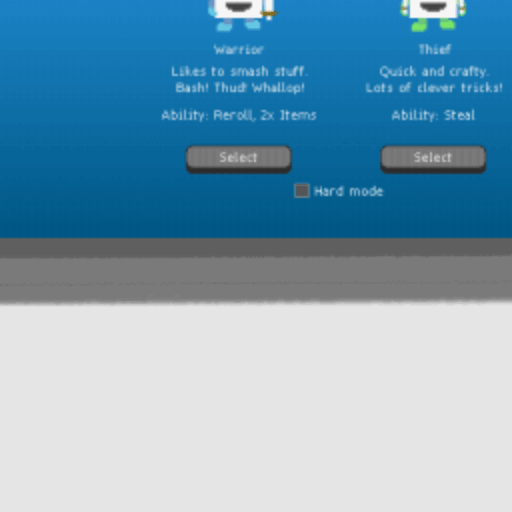 Warrior
Likes to smash stuff.
Bash! Thud! Whallop!
Ability: Reroll, 2x Items
Select
Thief
Quick and crafty.
Lots of clever tricks!
Ability: Steal
Select
Hard mode